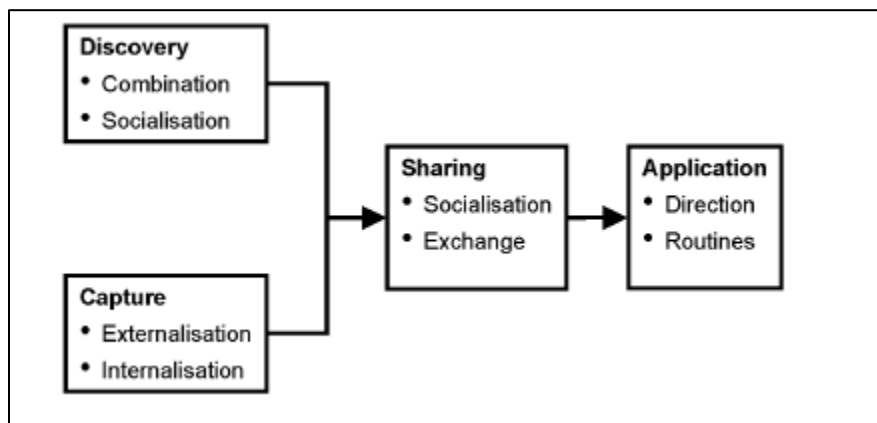 Discovery
• Combination
• Socialisation
Sharing
• Socialisation
• Exchange
Application
• Direction
• Routines
Capture
• Externalisation
• Internalisation